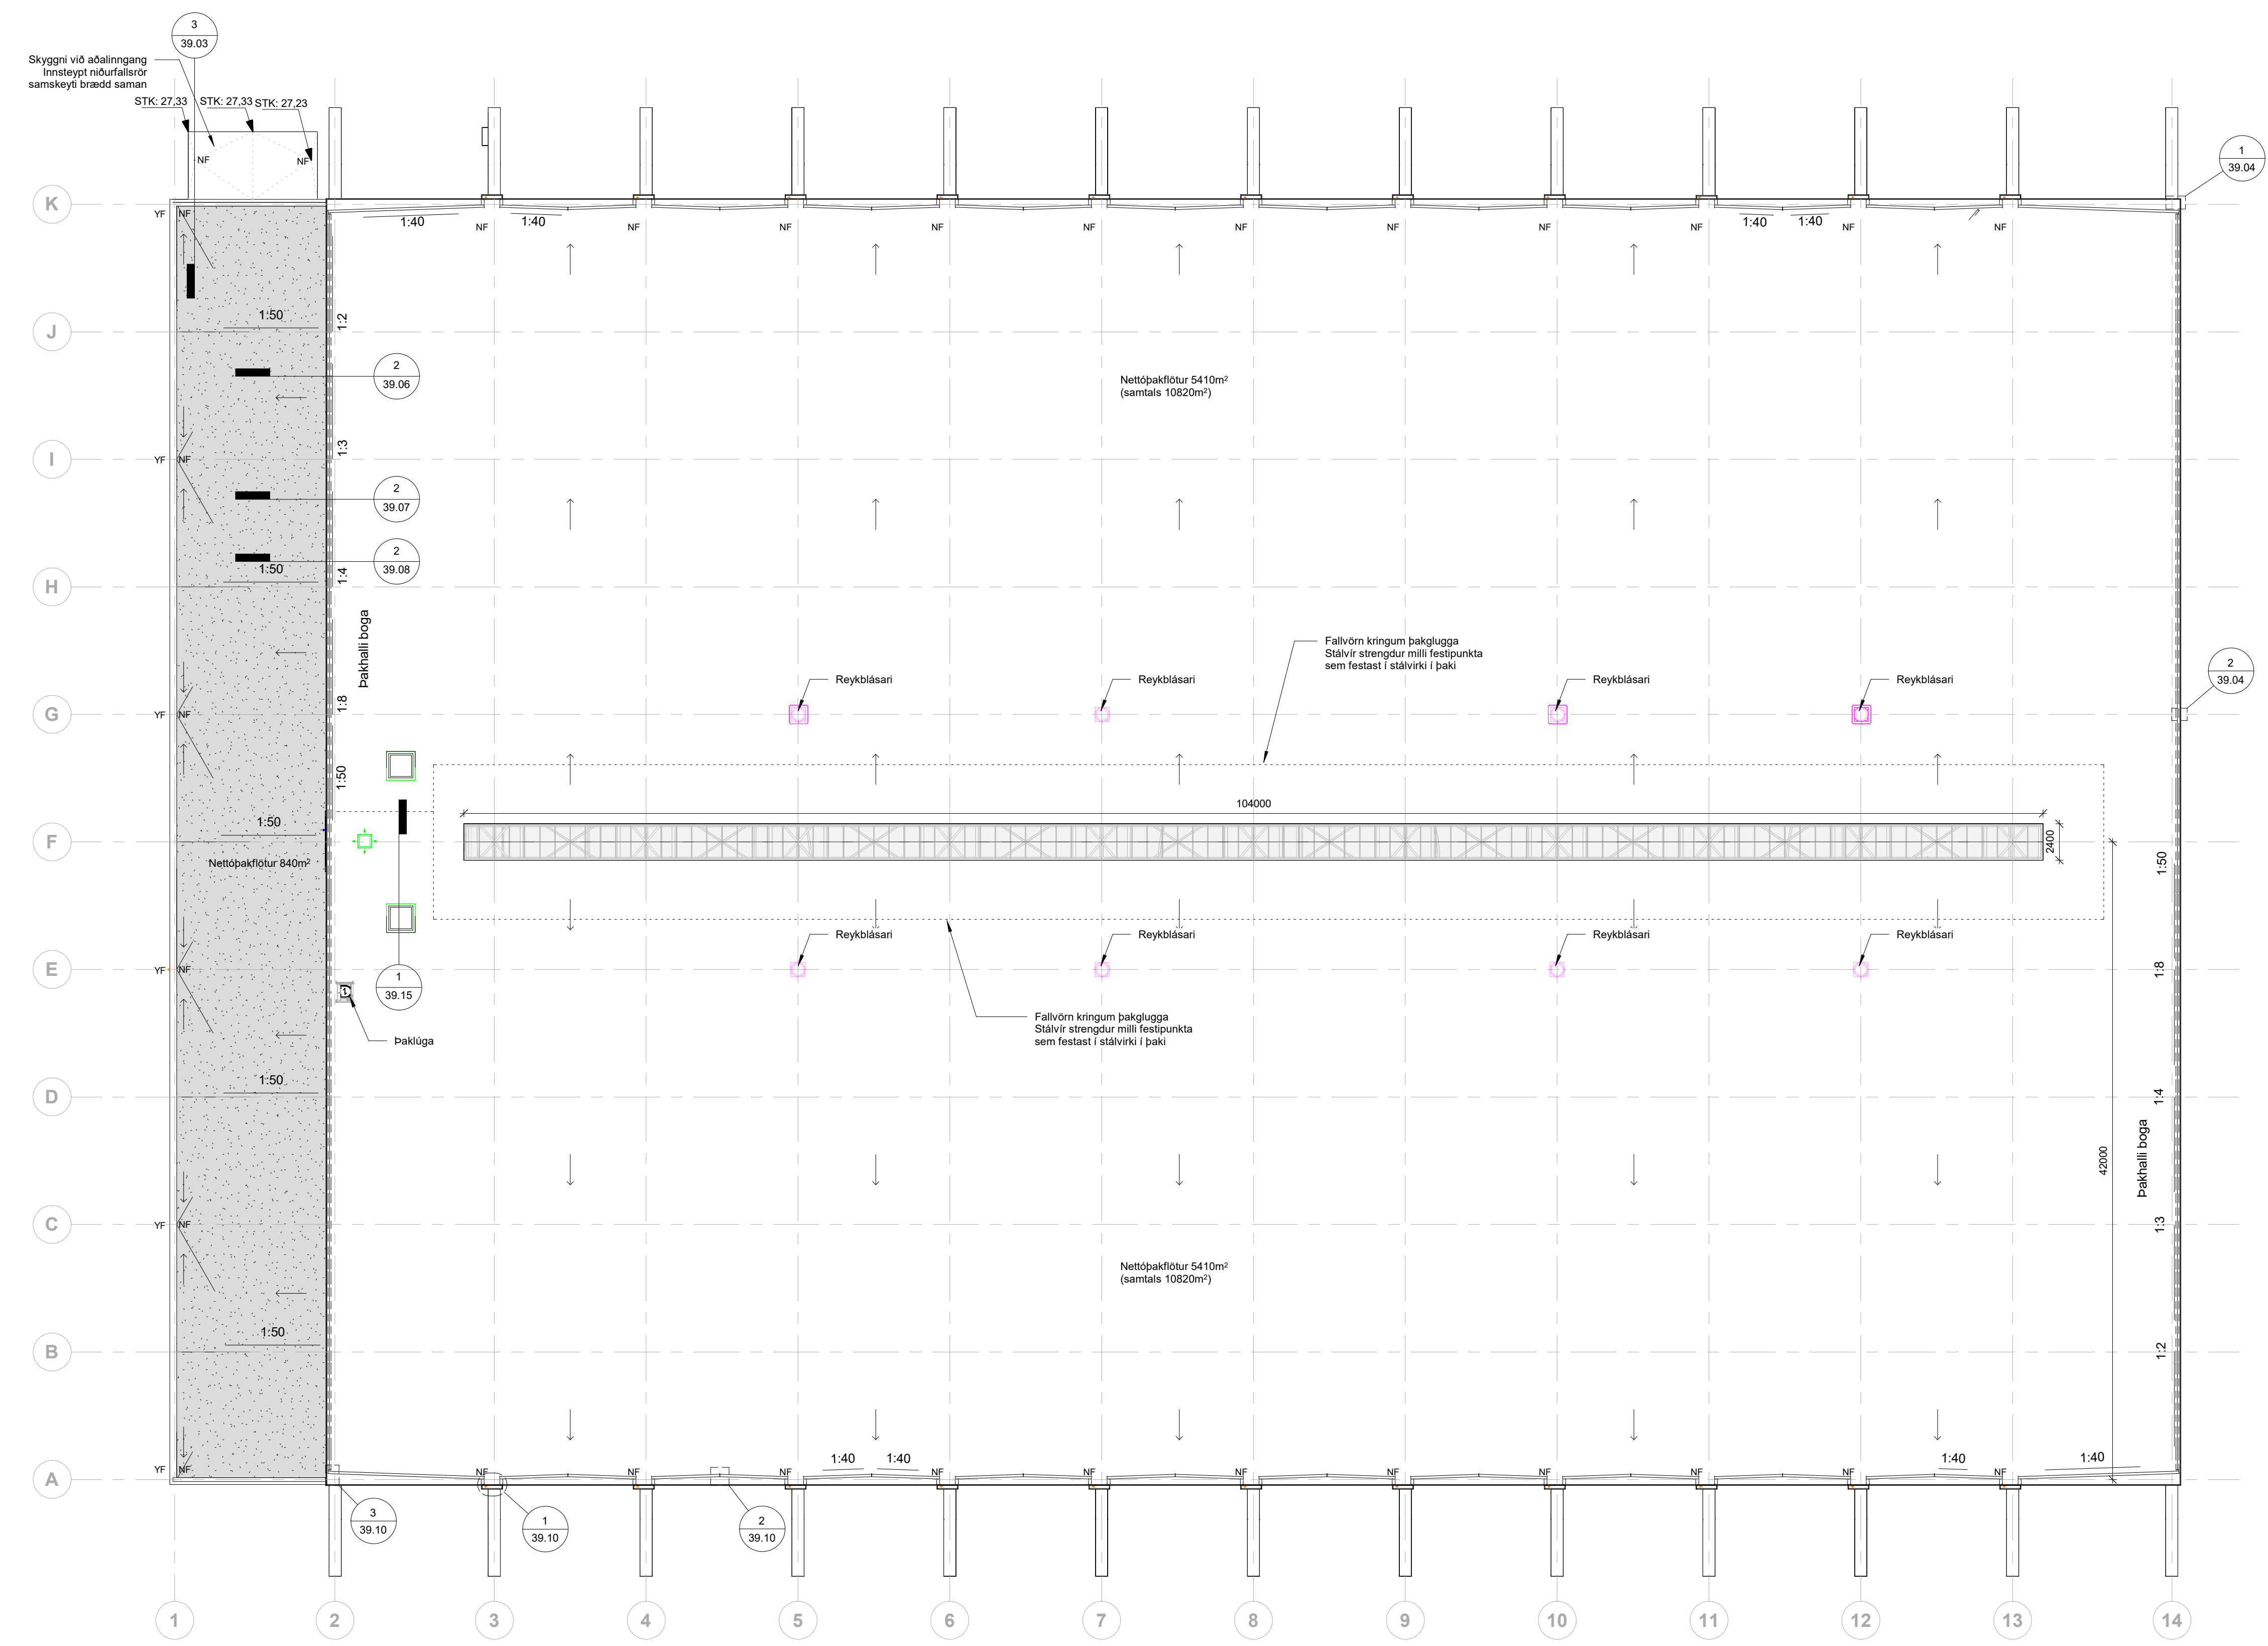 3
39.03
Skyggni við aðalinngang
Innsteypt niðurfallsrör
samskeyti brædd saman
STK: 27,33
STK: 27,33
STK: 27,23
NF
NF
1
39.04
K
YF
NF
1:40
NF
1:40
NF
NF
NF
NF
NF
NF
NF
NF
1:40
1:40
NF
NF
1:50
1:2
J
2
39.06
Nettóþakflötur 5410m²
(samtals 10820m²)
1:3
I
YF
NF
2
39.07
2
39.08
1:50
1:4
H
Þakhalli boga
Fallvörn kringum þakglugga
Stálvír strengdur milli festipunkta
sem festast í stálvirki í þaki
Reykblásari
Reykblásari
Reykblásari
Reykblásari
2
39.04
1:8
G
YF
NF
1:50
104000
1:50
F
2400
Nettóþakflötur 840m²
1:50
Reykblásari
Reykblásari
Reykblásari
Reykblásari
E
YF
NF
1
39.15
1:8
Þaklúga
Fallvörn kringum þakglugga
Stálvír strengdur milli festipunkta
sem festast í stálvirki í þaki
1:50
D
1:4
42000
Þakhalli boga
C
YF
NF
1:3
Nettóþakflötur 5410m²
(samtals 10820m²)
1:50
B
1:2
1:40
1:40
1:40
1:40
A
YF
NF
NF
NF
NF
NF
NF
NF
NF
NF
NF
NF
NF
3
39.10
1
39.10
2
39.10
1
2
3
4
5
6
7
8
9
10
11
12
13
14